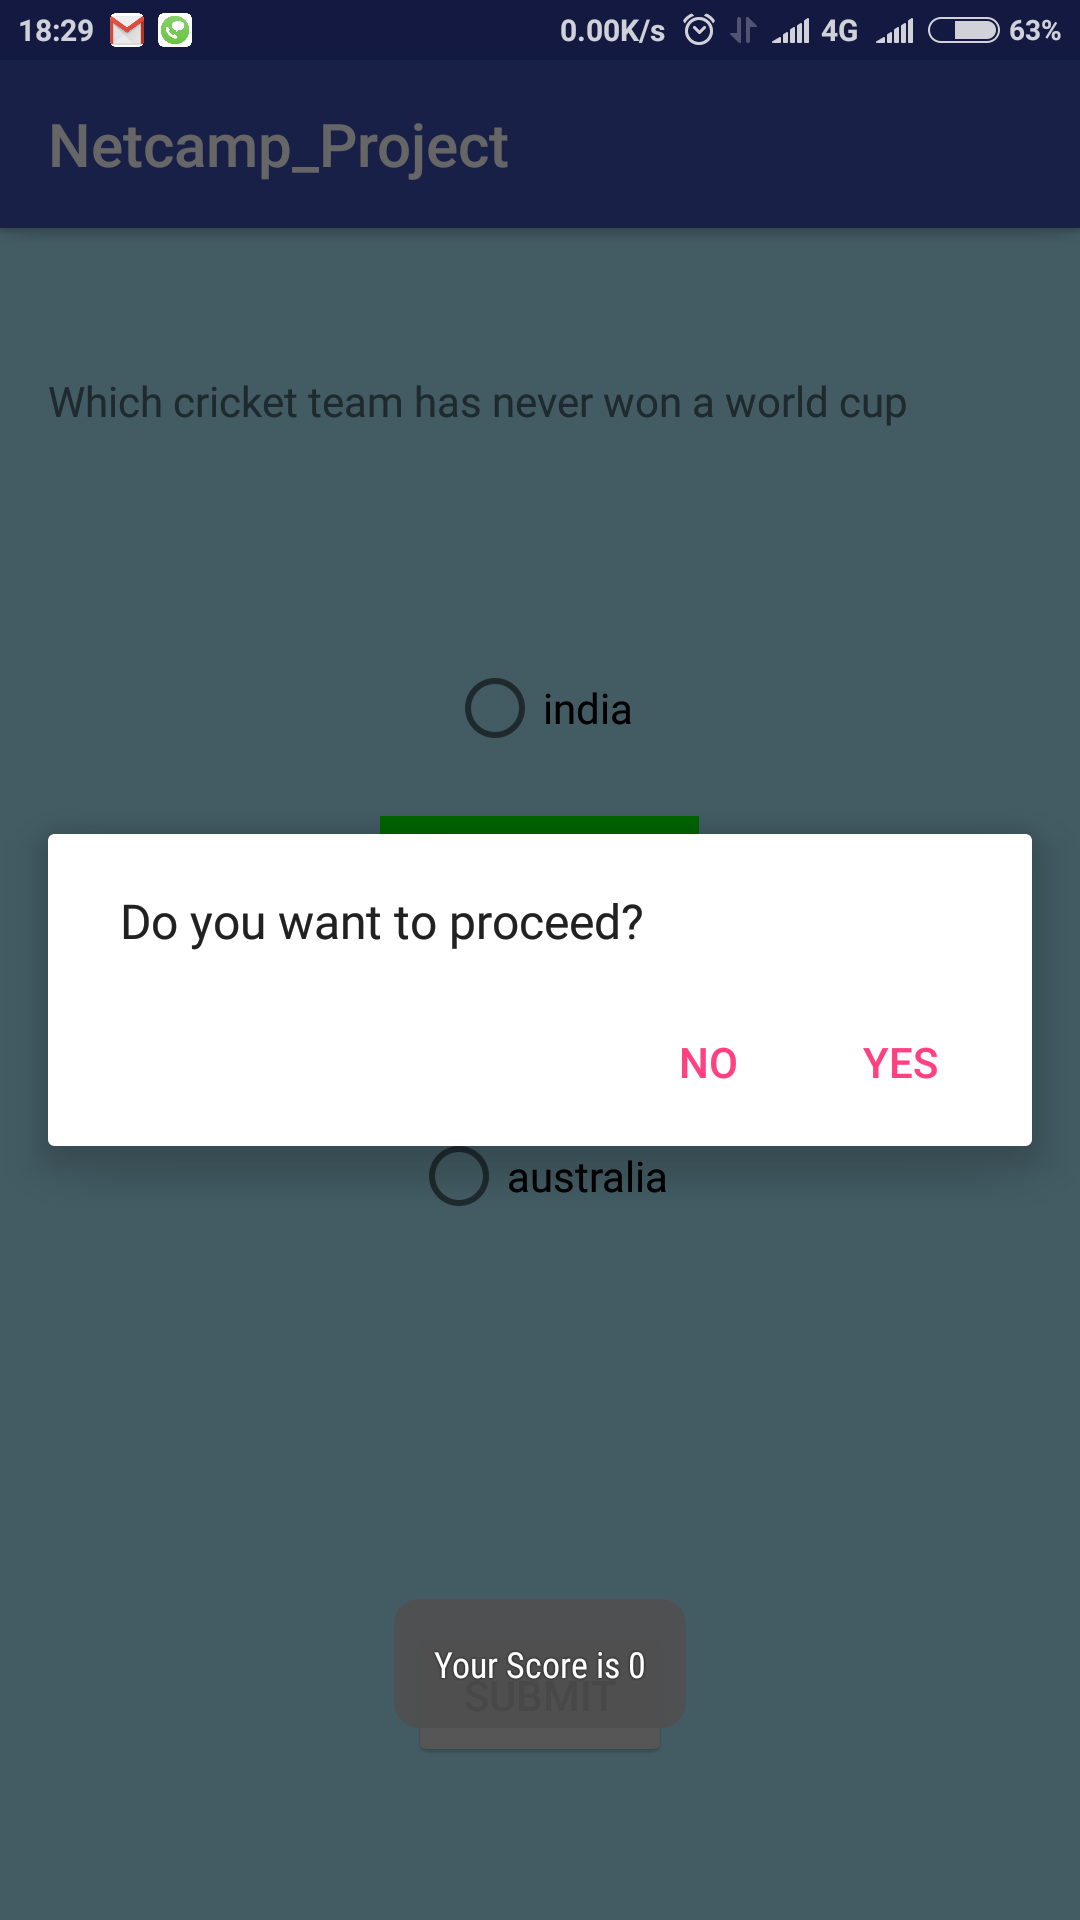 18:29 0.00K/s 4G 63%
Netcamp_Project
Which cricket team has never won a world cup
india
Do you want to proceed?
NO YES
australia
Your Score is 0
SUBMIT